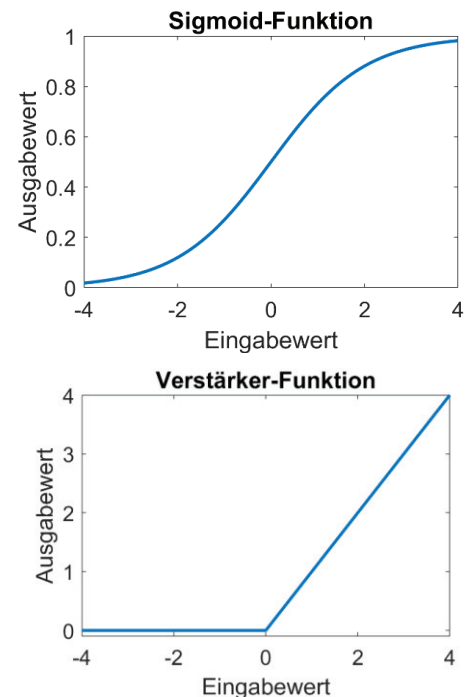 Sigmoid-Funktion
1
0.8
0.6
0.4
0.2
0
Ausgabewert
-4 -2 0 2 4
Eingabewert
Verstärker-Funktion
4
3
2
1
0
Ausgabewert
-4 -2 0 2 4
Eingabewert